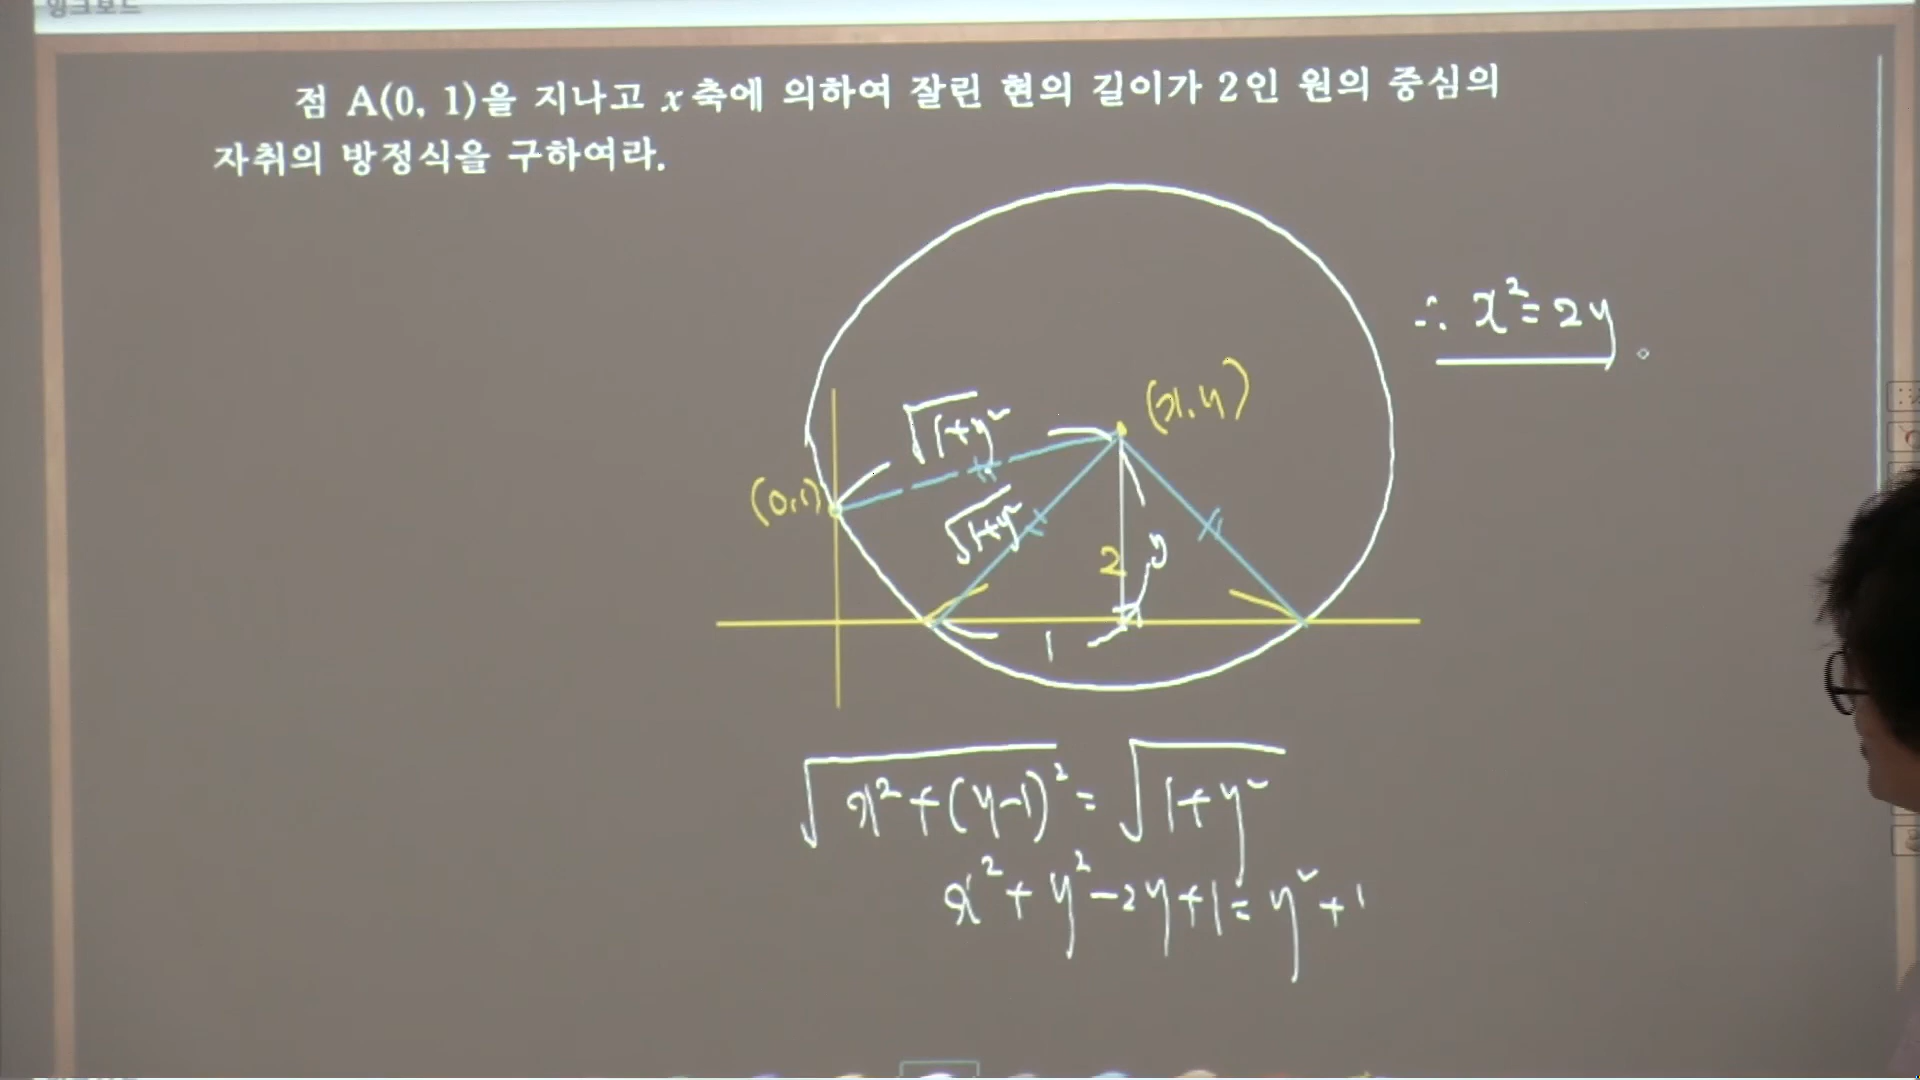 점 A(0, 1)을 지나고 x축에 의하여 잘린 현의 길이가 2인 원의 중심의
자취의 방정식을 구하여라.
∴ x²=2y
(x, y)
√1+y²
(0, 1)
√1+y²
2
y
1
√x²+(y-1)² = √1+y²
x²+y²-2y+1=y²+1